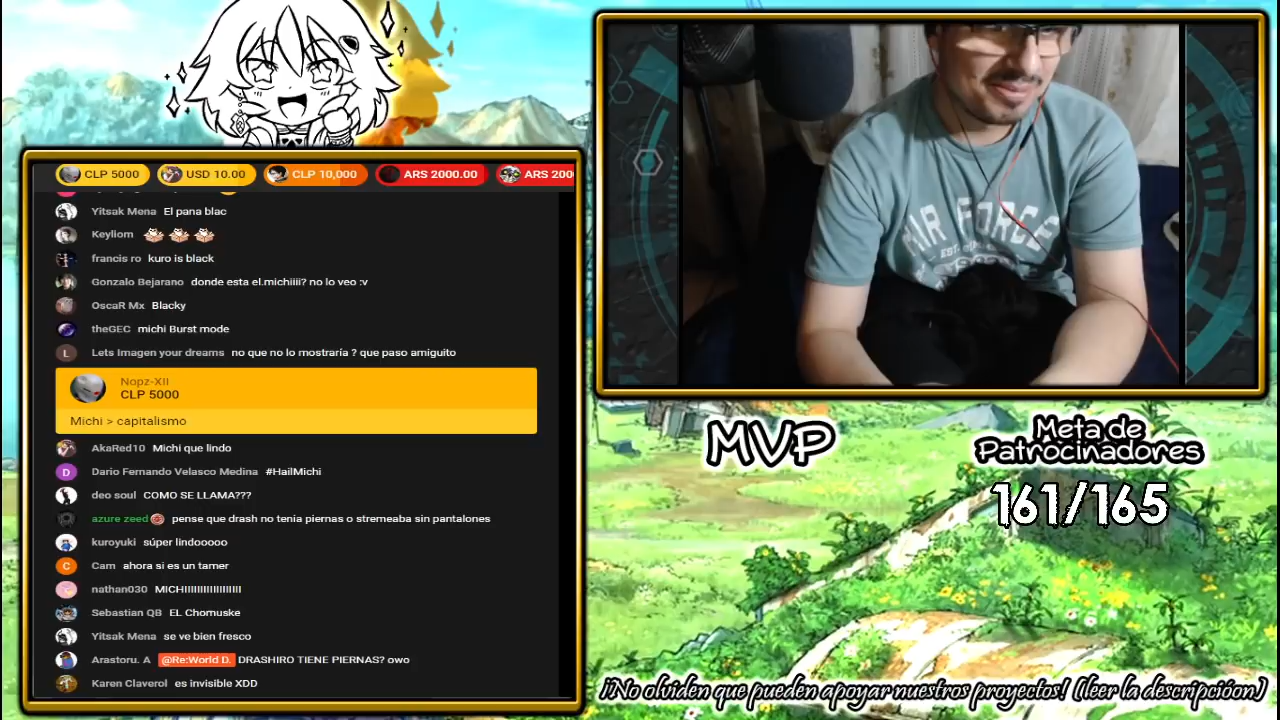 CLP 5000
USD 10.00
CLP 10,000
ARS 2000.00
ARS 200
Yitsak Mena El pana blac
Keyliom
francis ro kuro is black
Gonzalo Bejarano donde esta el.michiiii? no lo veo :v
OscaR Mx Blacky
theGEC michi Burst mode
L Lets Imagen your dreams no que no lo mostraría ? que paso amiguito
Nopz-XII
CLP 5000
Michi > capitalismo
AkaRed10 Michi que lindo
D Dario Fernando Velasco Medina #HailMichi
deo soul COMO SE LLAMA???
azure zeed pense que drash no tenia piernas o stremeaba sin pantalones
kuroyuki súper lindooooo
C Cam ahora si es un tamer
nathan030 MICHIIIIIIIIIIIIIIIIII
Sebastian QB EL Chomuske
Yitsak Mena se ve bien fresco
Arastoru. A @Re:World D. DRASHIRO TIENE PIERNAS? owo
Karen Claverol es invisible XDD
AIR FORCE
MVP
Meta de
Patrocinadores
161/165
¡¡No olviden que pueden apoyar nuestros proyectos! (leer la descripcióon)